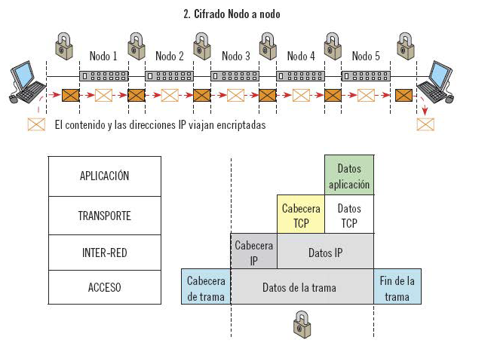 2. Cifrado Nodo a nodo
Nodo 1 Nodo 2 Nodo 3 Nodo 4 Nodo 5
El contenido y las direcciones IP viajan encriptadas
APLICACIÓN
Datos
aplicación
TRANSPORTE
Cabecera
TCP
Datos
TCP
INTER-RED
Cabecera
IP
Datos IP
ACCESO
Cabecera
de trama
Datos de la trama
Fin de la
trama